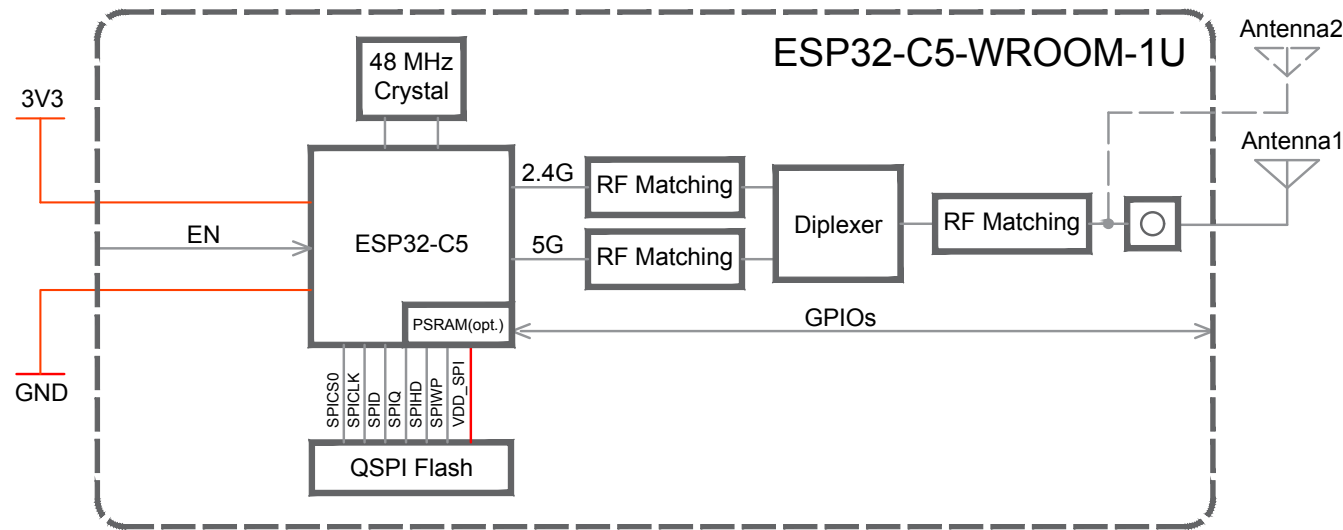 ESP32-C5-WROOM-1U
Antenna2
48 MHz
Crystal
3V3
Antenna1
2.4G
RF Matching
EN
ESP32-C5
Diplexer
RF Matching
5G
RF Matching
PSRAM(opt.)
GPIOs
GND
SPICS0
SPICLK
SPID
SPIQ
SPIHD
SPIWP
VDD_SPI
QSPI Flash